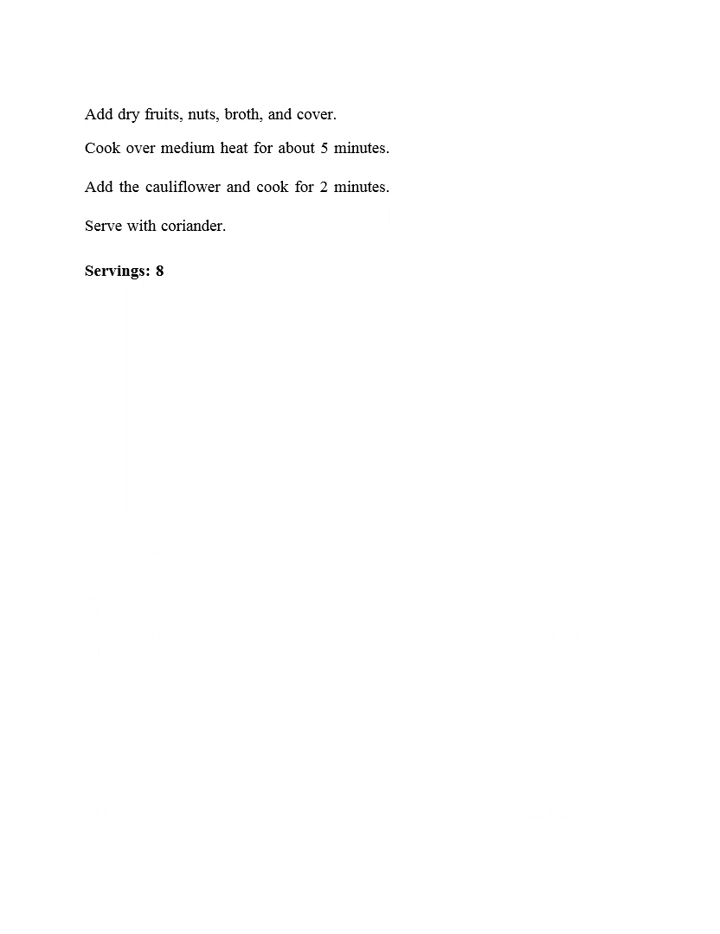 Add dry fruits, nuts, broth, and cover.
Cook over medium heat for about 5 minutes.
Add the cauliflower and cook for 2 minutes.
Serve with coriander.
Servings: 8